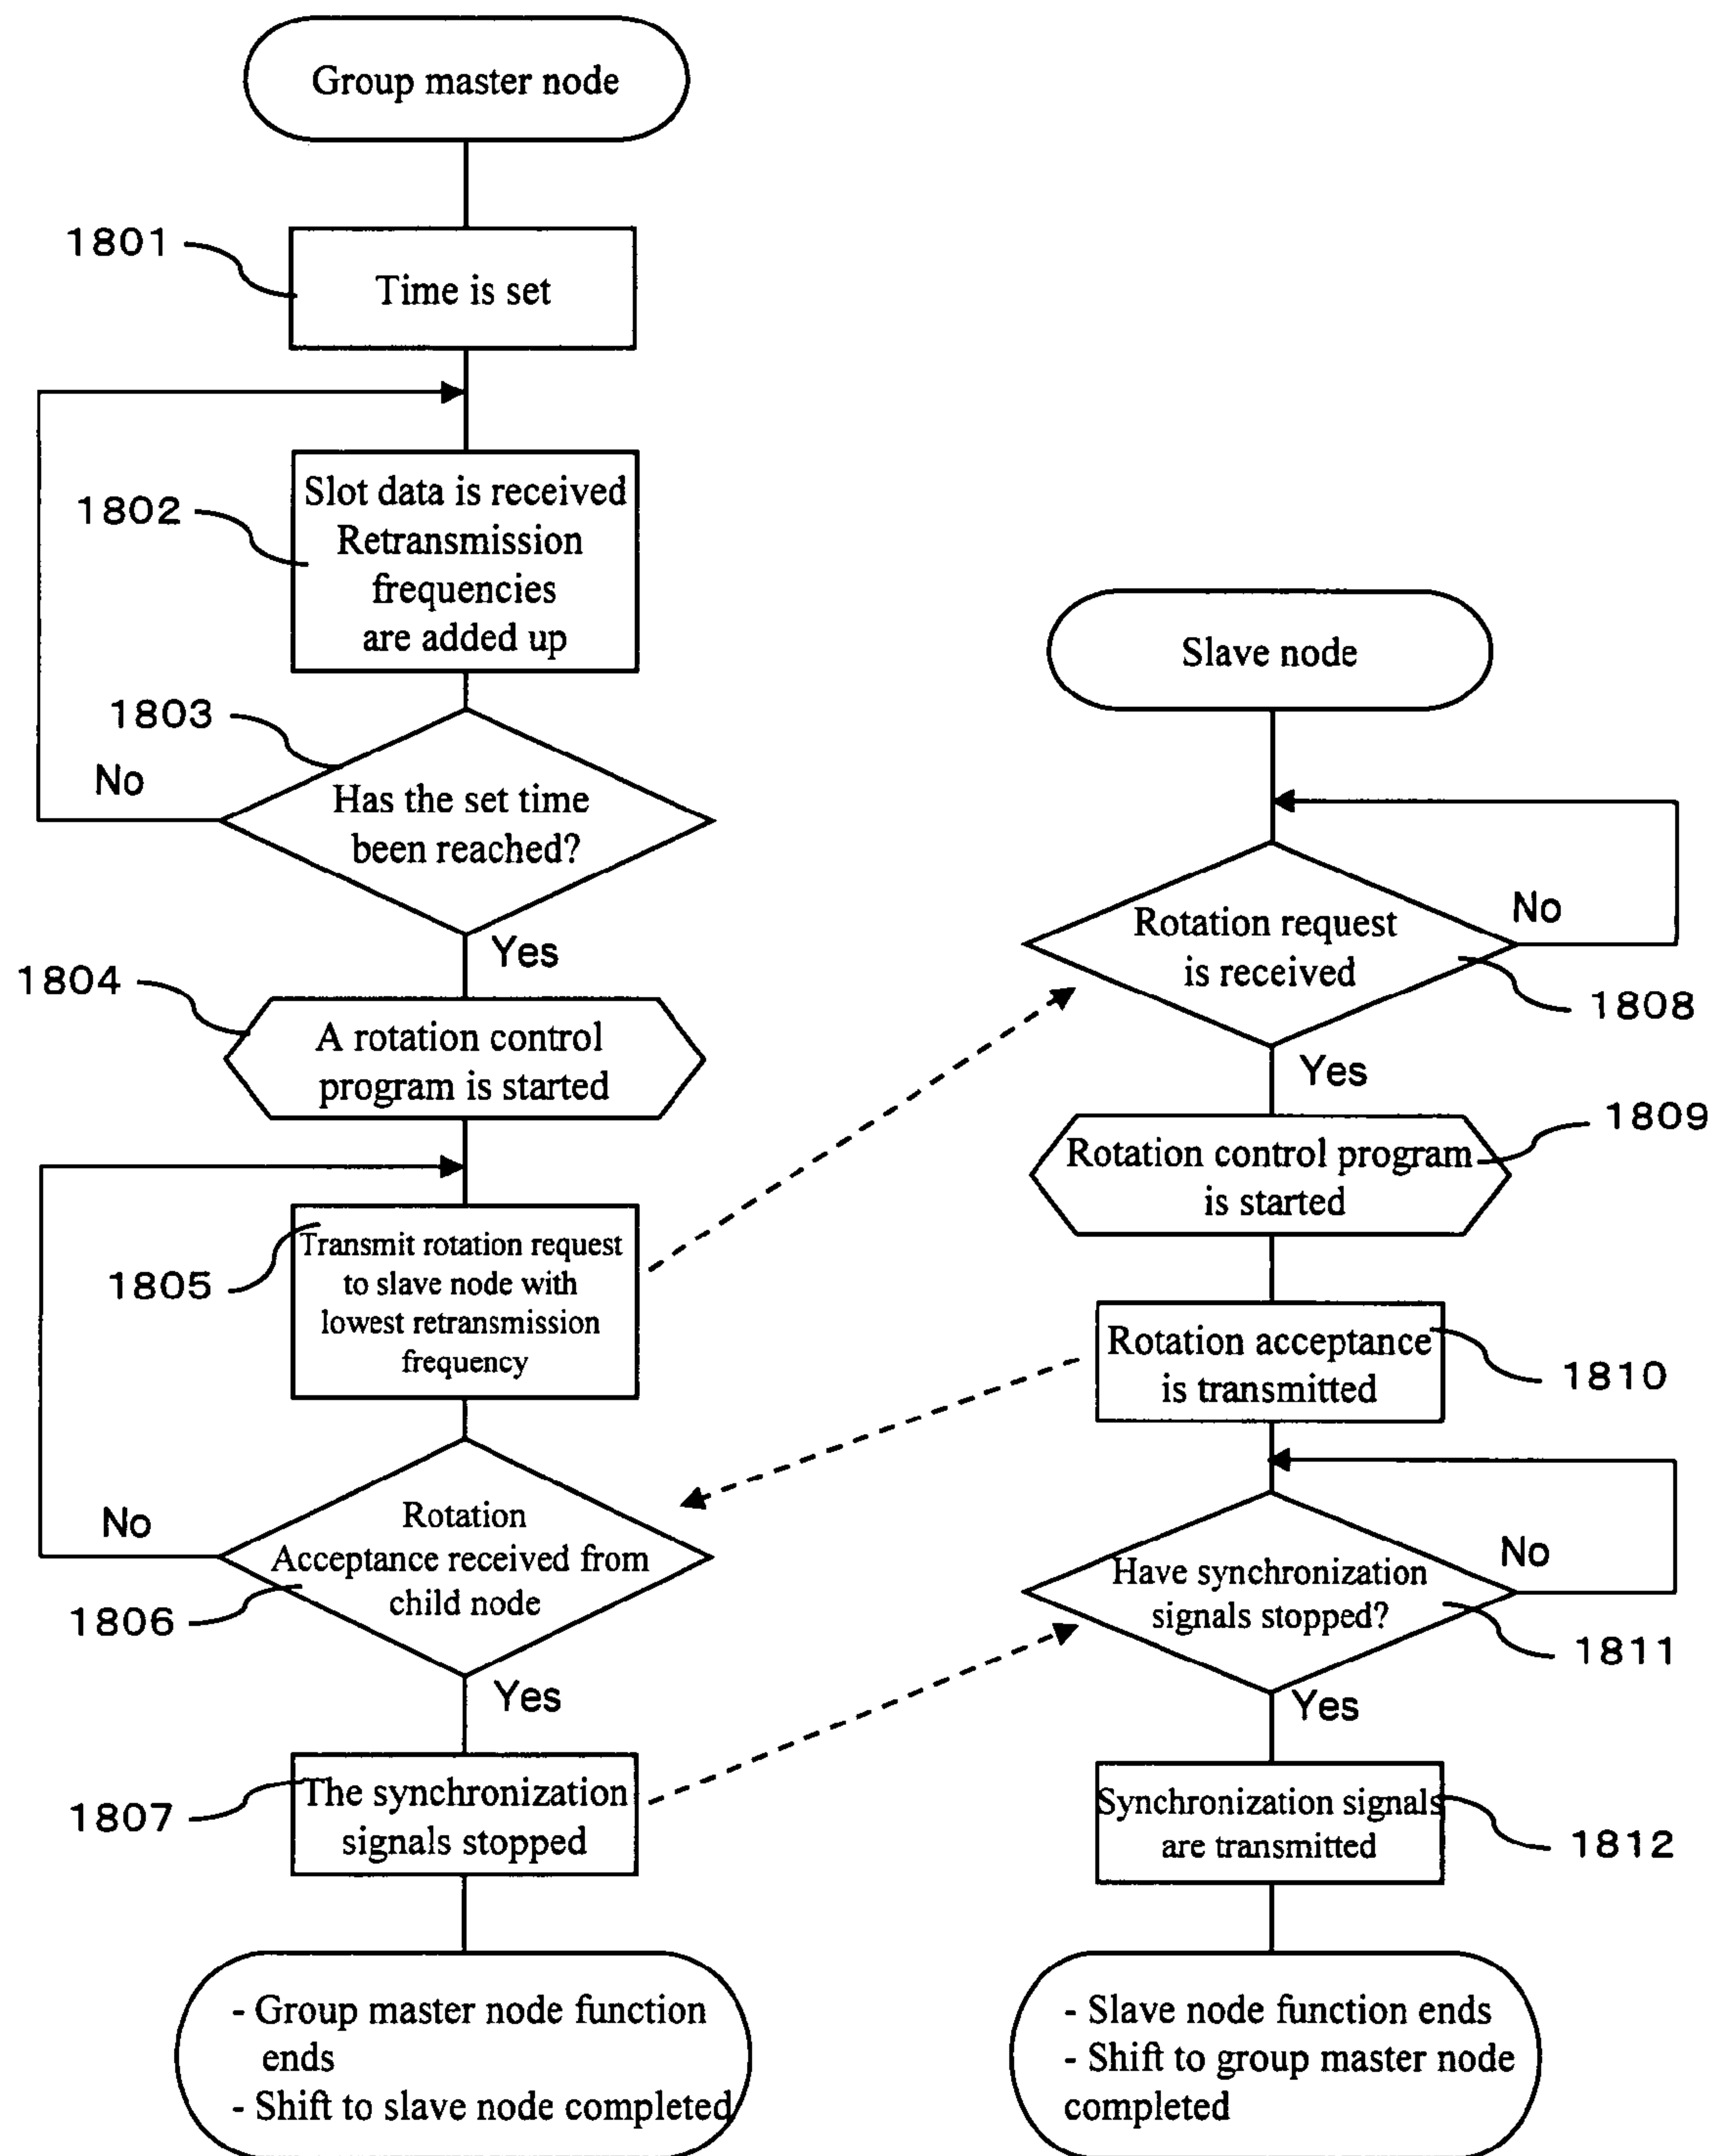 Group master node
1801
Time is set
1802
Slot data is received
Retransmission
frequencies
are added up
1803
No
Has the set time
been reached?
Yes
1804
A rotation control
program is started
1805
Transmit rotation request
to slave node with
lowest retransmission
frequency
No
Rotation
Acceptance received from
child node
1806
Yes
1807
The synchronization
signals stopped
- Group master node function
ends
- Shift to slave node completed
Slave node
No
Rotation request
is received
1808
Yes
1809
Rotation control program
is started
Rotation acceptance
is transmitted
1810
No
Have synchronization
signals stopped?
1811
Yes
Synchronization signals
are transmitted
1812
- Slave node function ends
- Shift to group master node
completed